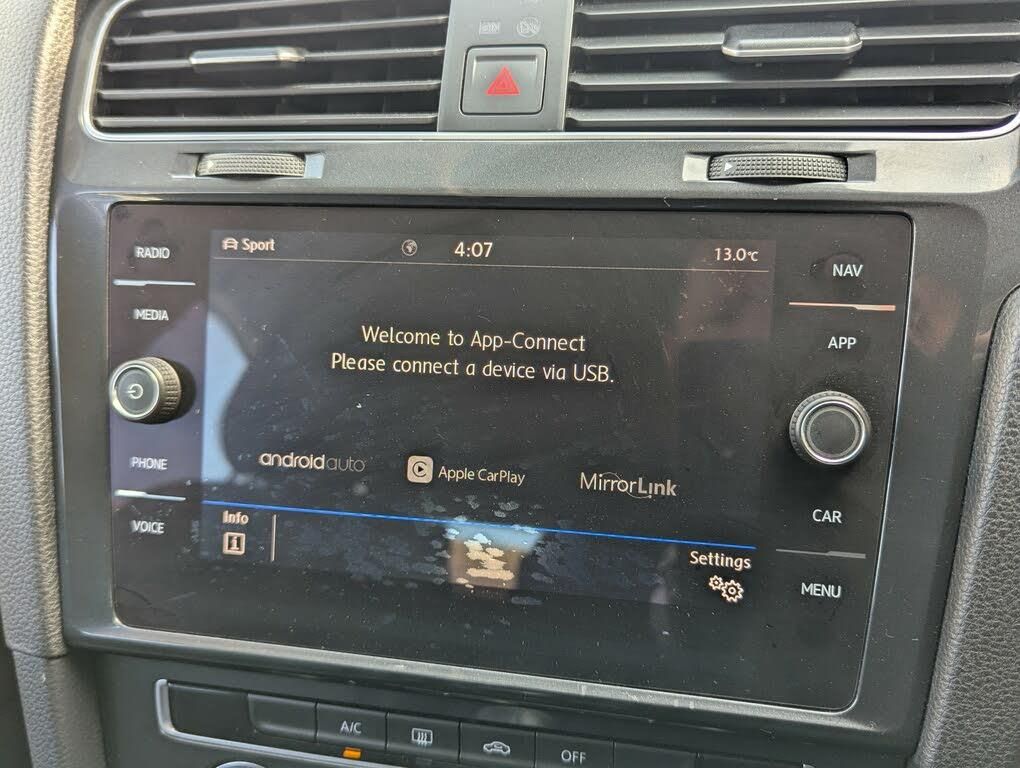 RADIO
MEDIA
PHONE
VOICE
Sport
4:07
13.0°C
Welcome to App-Connect
Please connect a device via USB.
androidauto
Apple CarPlay
MirrorLink
Info
Settings
NAV
APP
CAR
MENU
A/C
OFF